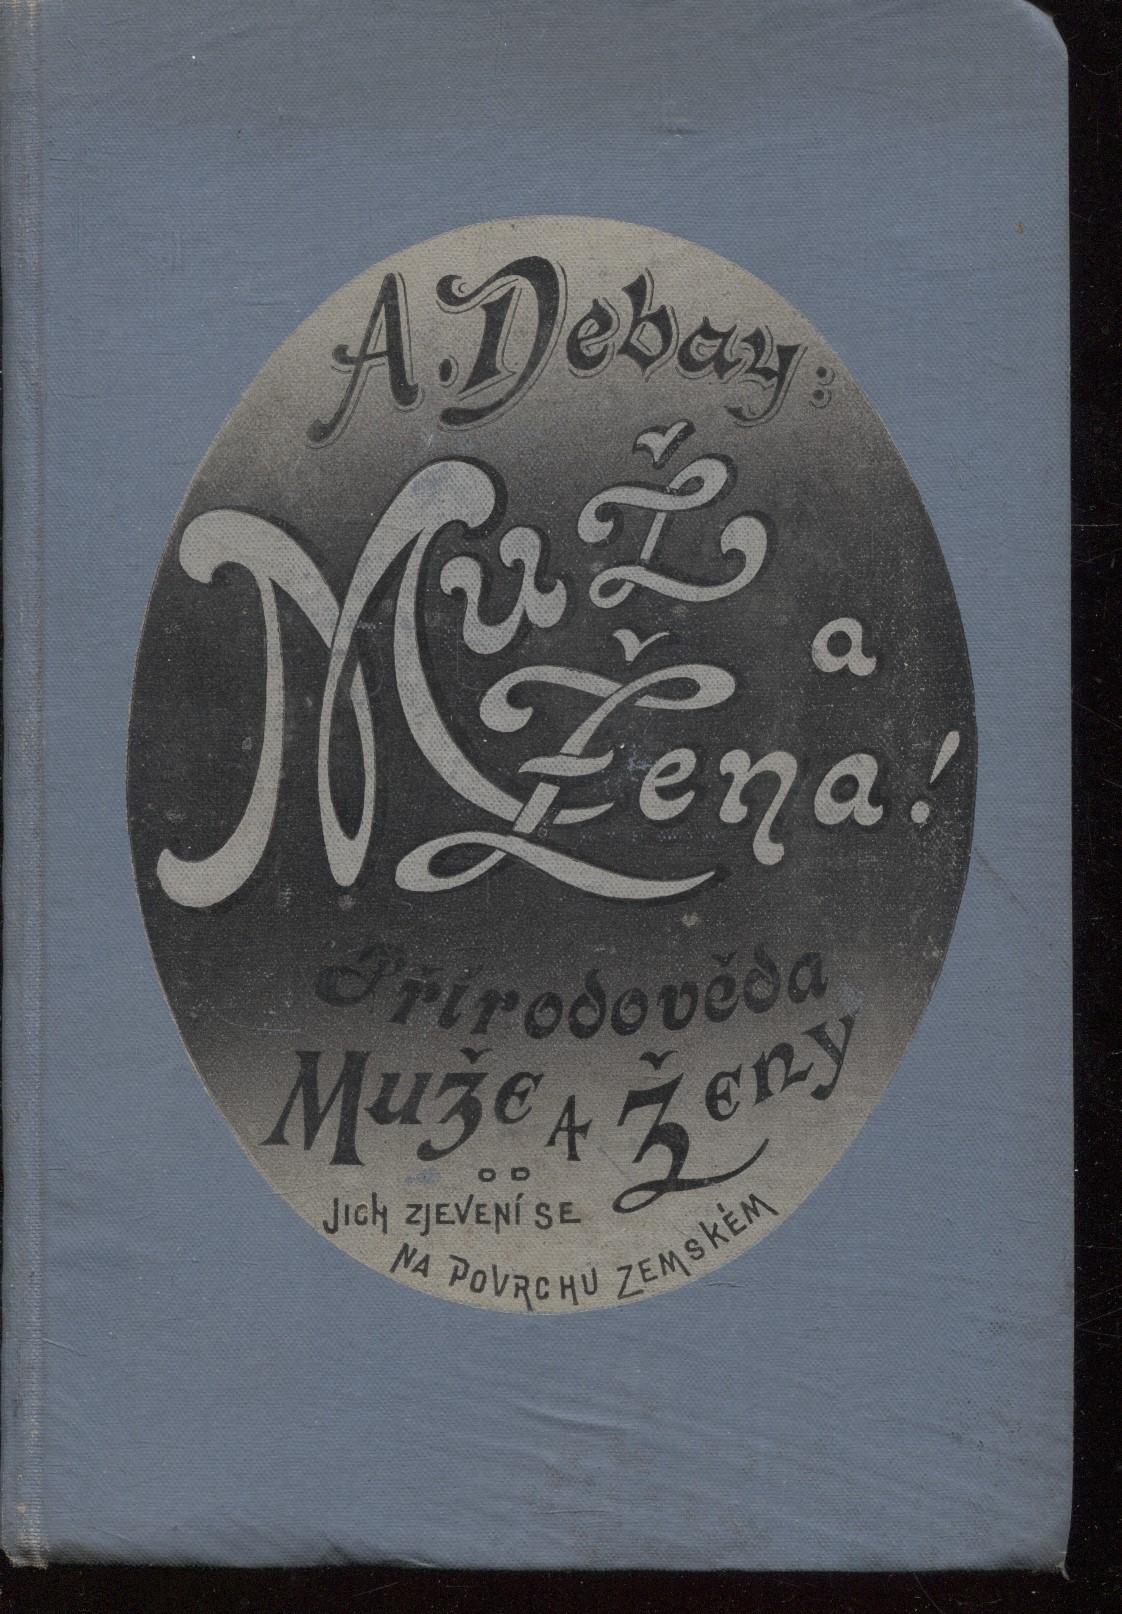 A. Debay:
Muž a
Žena!
Přírodověda
Muže a Ženy
OD
JICH ZJEVENÍ SE
NA POVRCHU ZEMSKÉM